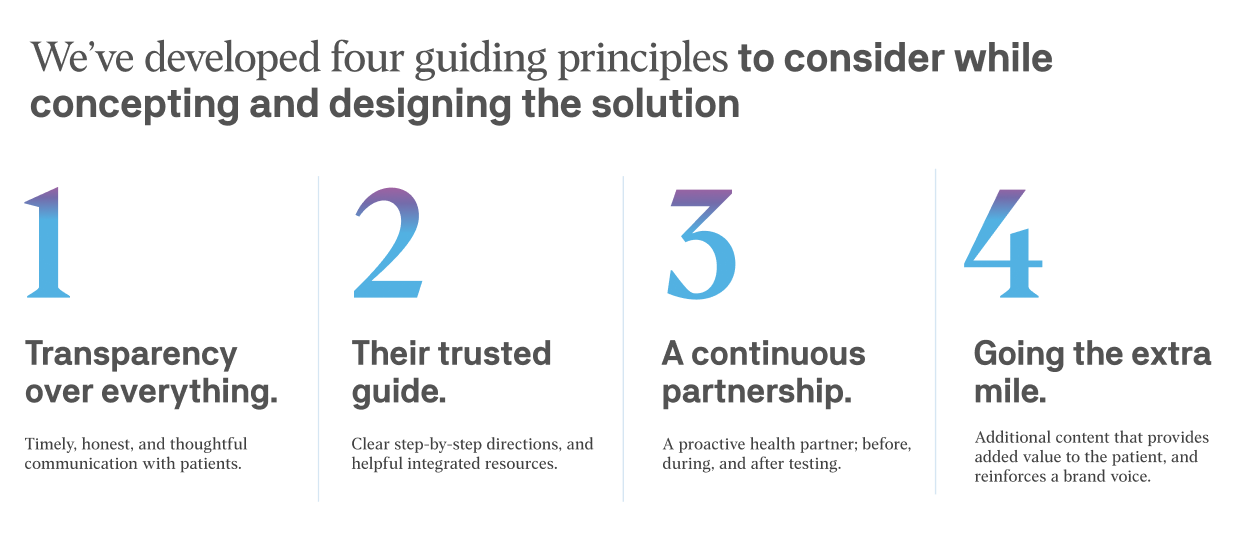 We’ve developed four guiding principles to consider while
concepting and designing the solution
1
Transparency
over everything.
Timely, honest, and thoughtful
communication with patients.
2
Their trusted
guide.
Clear step-by-step directions, and
helpful integrated resources.
3
A continuous
partnership.
A proactive health partner; before,
during, and after testing.
4
Going the extra
mile.
Additional content that provides
added value to the patient, and
reinforces a brand voice.